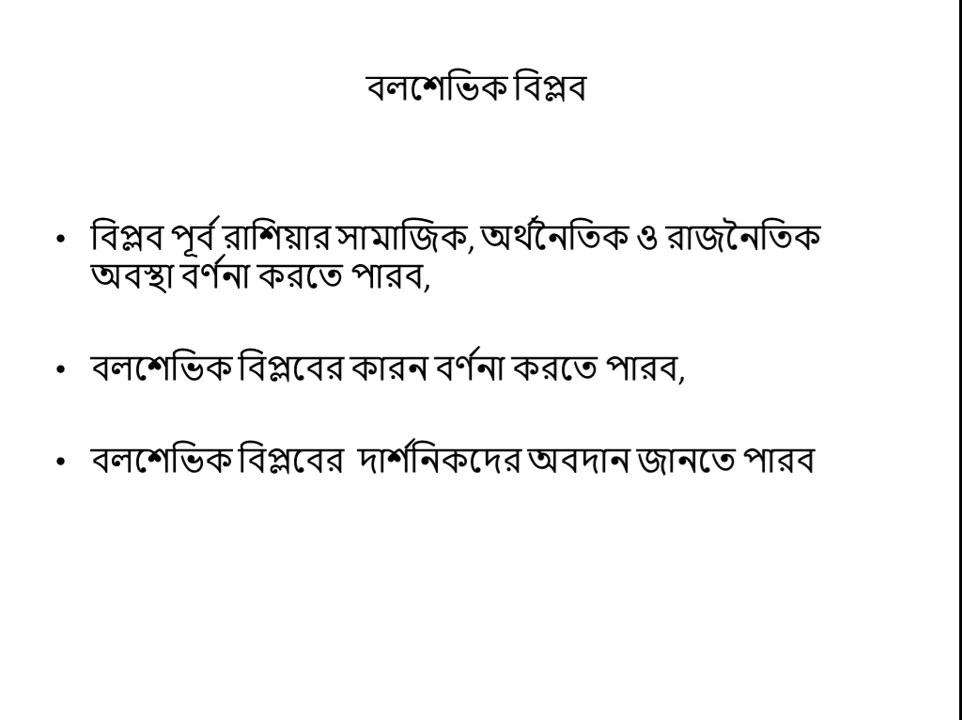 বলশেভিক বিপ্লব
• বিপ্লব পূর্ব রাশিয়ার সামাজিক, অর্থনৈতিক ও রাজনৈতিক
অবস্থা বর্ণনা করতে পারব,
• বলশেভিক বিপ্লবের কারন বর্ণনা করতে পারব,
• বলশেভিক বিপ্লবের দার্শনিকদের অবদান জানতে পারব